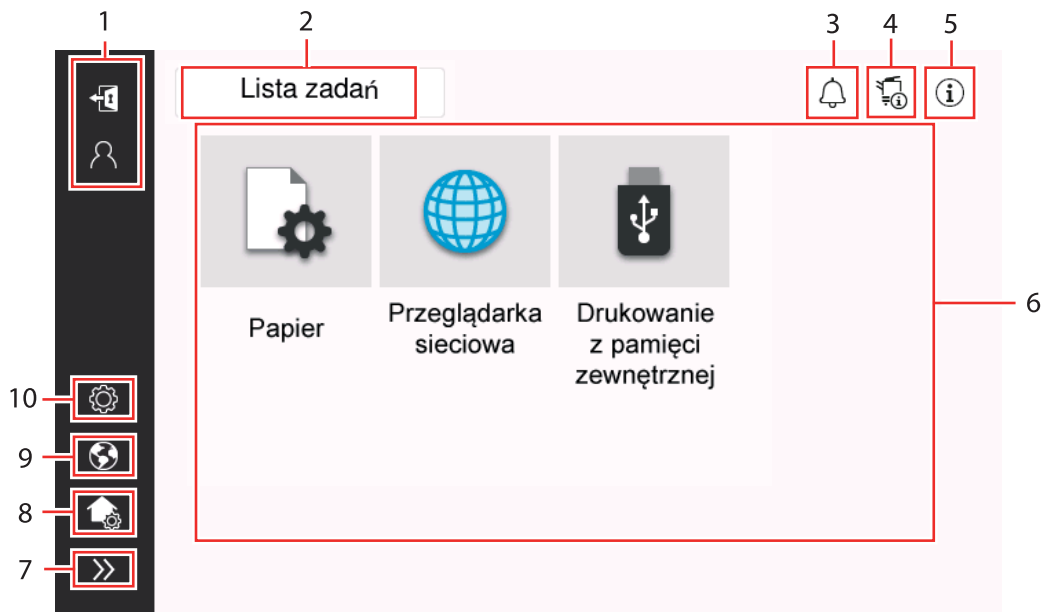 1 2 3 4 5
Lista zadań
Papier
Przeglądarka
sieciowa
Drukowanie
z pamięci
zewnętrznej
6
10
9
8
7